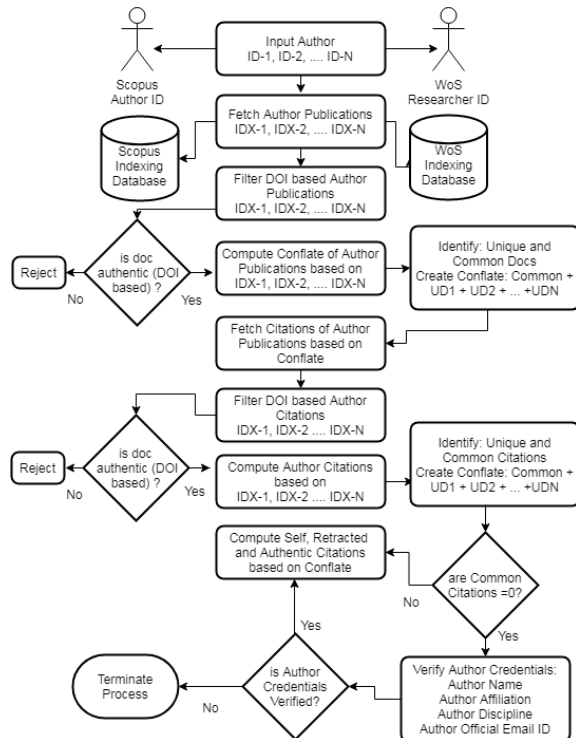 Input Author
ID-1, ID-2, .... ID-N
Scopus
Author ID
WoS
Researcher ID
Fetch Author Publications
IDX-1, IDX-2, .... IDX-N
Scopus
Indexing
Database
WoS
Indexing
Database
Filter DOI based Author
Publications
IDX-1, IDX-2, .... IDX-N
Reject
No
is doc
authentic (DOI
based) ?
Yes
Compute Conflate of Author
Publications based on
IDX-1, IDX-2, .... IDX-N
Identify: Unique and
Common Docs
Create Conflate: Common +
UD1 + UD2 + ... +UDN
Fetch Citations of Author
Publications based on
Conflate
Filter DOI based Author
Citations
IDX-1, IDX-2 .... IDX-N
Reject
No
is doc
authentic (DOI
based) ?
Yes
Compute Author Citations
based on
IDX-1, IDX-2 .... IDX-N
Identify: Unique and
Common Citations
Create Conflate: Common +
UD1 + UD2 + ... +UDN
Compute Self, Retracted
and Authentic Citations
based on Conflate
No
are Common
Citations =0?
Yes
Yes
Terminate
Process
No
is Author
Credentials
Verified?
Verify Author Credentials:
Author Name
Author Affiliation
Author Discipline
Author Official Email ID